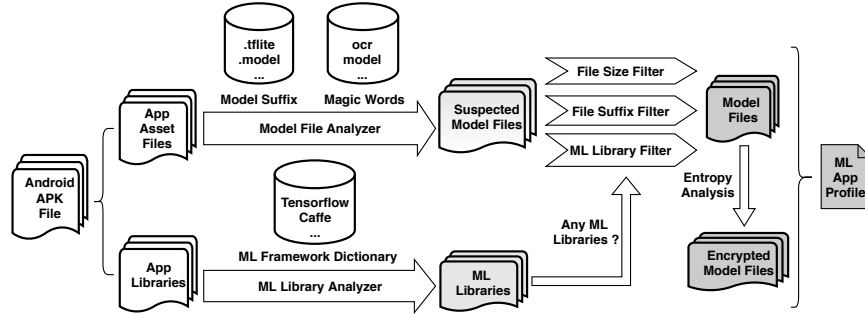 .tflite
.model
...
ocr
model
...
Model Suffix
Magic Words
App
Asset
Files
Model File Analyzer
Suspected
Model Files
File Size Filter
File Suffix Filter
ML Library Filter
Model
Files
Android
APK
File
Tensorflow
Caffe
...
Entropy
Analysis
ML
App
Profile
Any ML
Libraries ?
App
Libraries
ML Framework Dictionary
ML Library Analyzer
ML
Libraries
Encrypted
Model Files